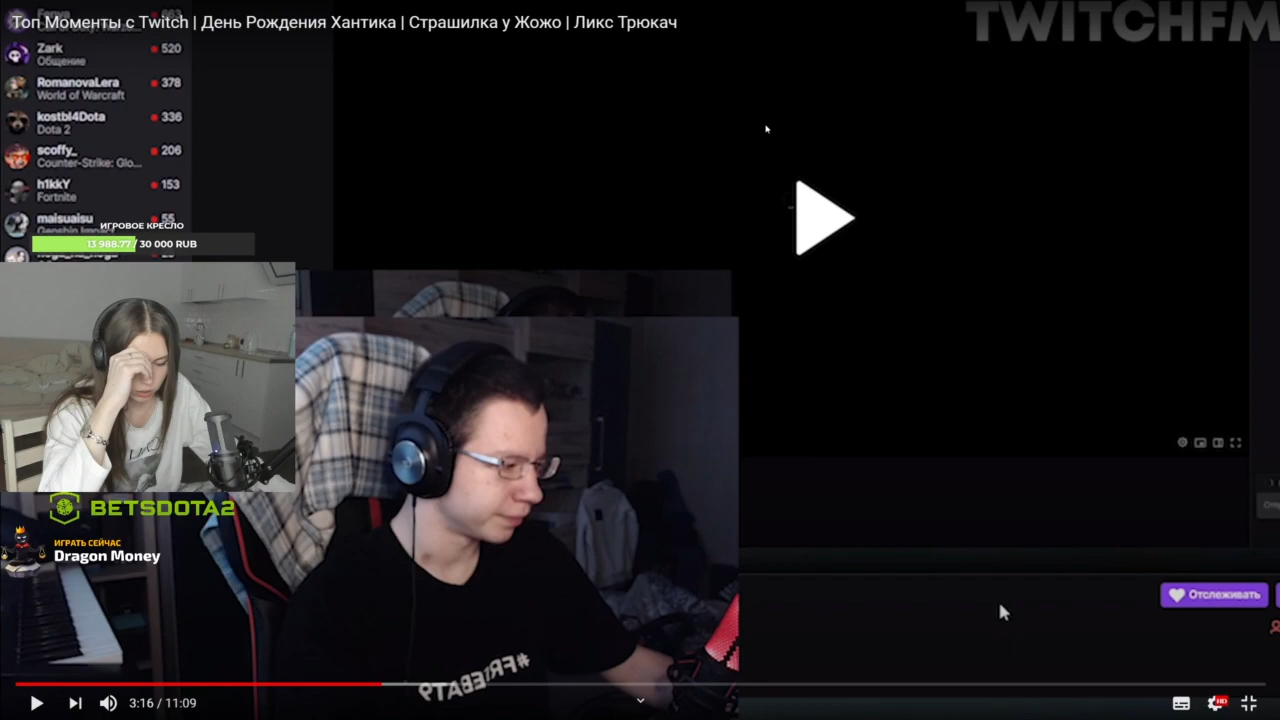 Топ Моменты с Twitch | День Рождения Хантика | Страшилка у Жожо | Ликс Трюкач
TWITCHFM
Zark
520
Общение
RomanovaLera
378
World of Warcraft
kostbl4Dota
336
Dota 2
scoffy_
206
Counter-Strike: Glo...
h1kkY
153
Fortnite
maisuaisu
55
ИГРОВОЕ КРЕСЛО
13 988.77 / 30 000 RUB
BETSDOTA2
ИГРАТЬ СЕЙЧАС
Dragon Money
Отслеживать
#FR1ЕВАТР
3:16 / 11:09
HD